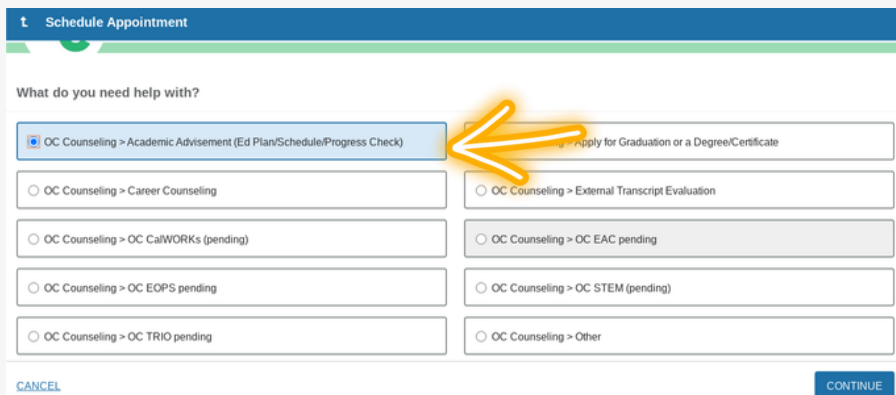 Schedule Appointment
What do you need help with?
OC Counseling > Academic Advisement (Ed Plan/Schedule/Progress Check)
> Apply for Graduation or a Degree/Certificate
OC Counseling > Career Counseling
OC Counseling > External Transcript Evaluation
OC Counseling > OC CalWORKs (pending)
OC Counseling > OC EAC pending
OC Counseling > OC EOPS pending
OC Counseling > OC STEM (pending)
OC Counseling > OC TRIO pending
OC Counseling > Other
CANCEL
CONTINUE